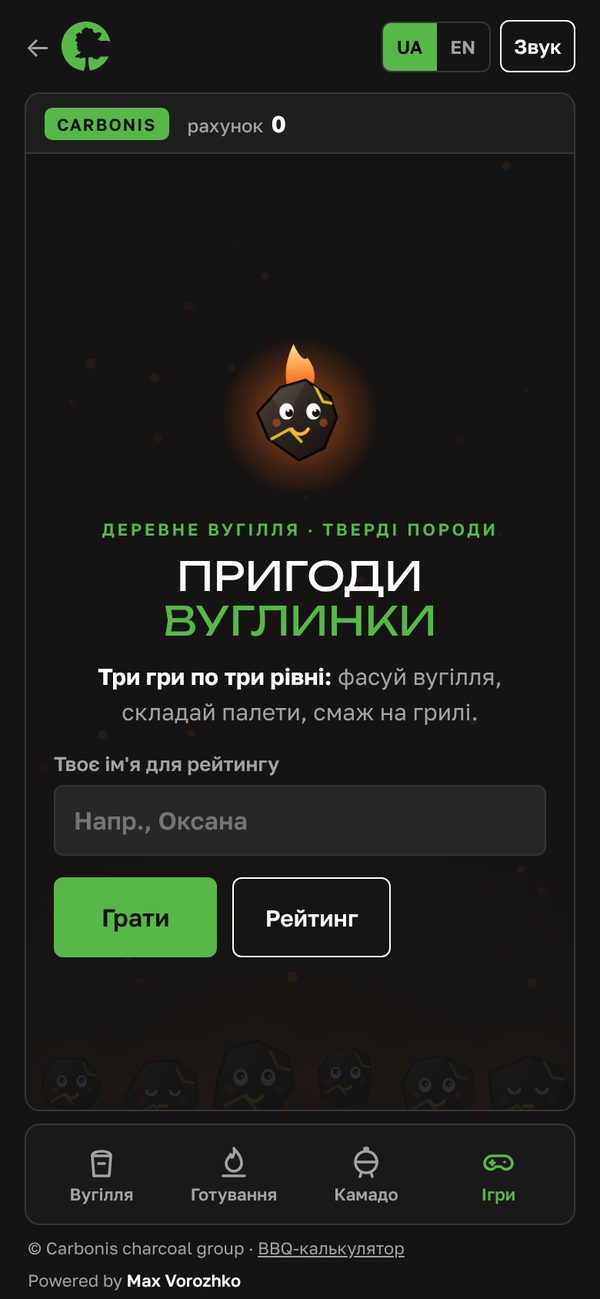 UA EN Звук
CARBONIS рахунок 0
ДЕРЕВНЕ ВУГІЛЛЯ · ТВЕРДІ ПОРОДИ
ПРИГОДИ
ВУГЛИНКИ
Три гри по три рівні: фасуй вугілля,
складай палети, смаж на грилі.
Твоє ім'я для рейтингу
Напр., Оксана
Грати Рейтинг
Вугілля Готування Камадо Ігри
© Carbonis charcoal group · BBQ-калькулятор
Powered by Max Vorozhko